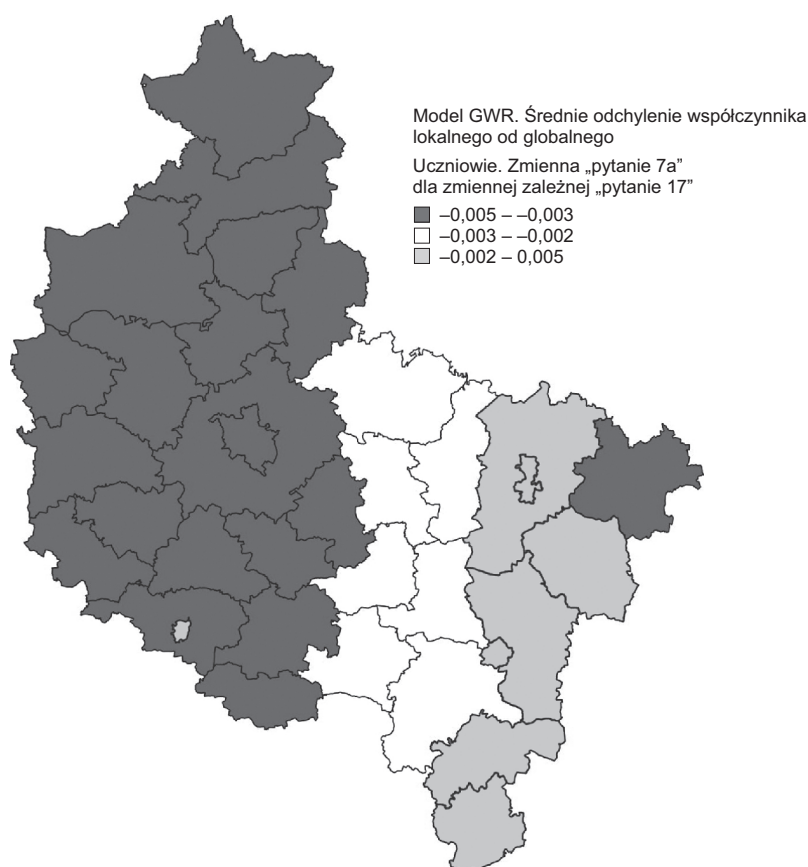 Model GWR. Średnie odchylenie współczynnika
lokalnego od globalnego
Uczniowie. Zmienna „pytanie 7a”
dla zmiennej zależnej „pytanie 17”
–0,005 – –0,003
–0,003 – –0,002
–0,002 – 0,005